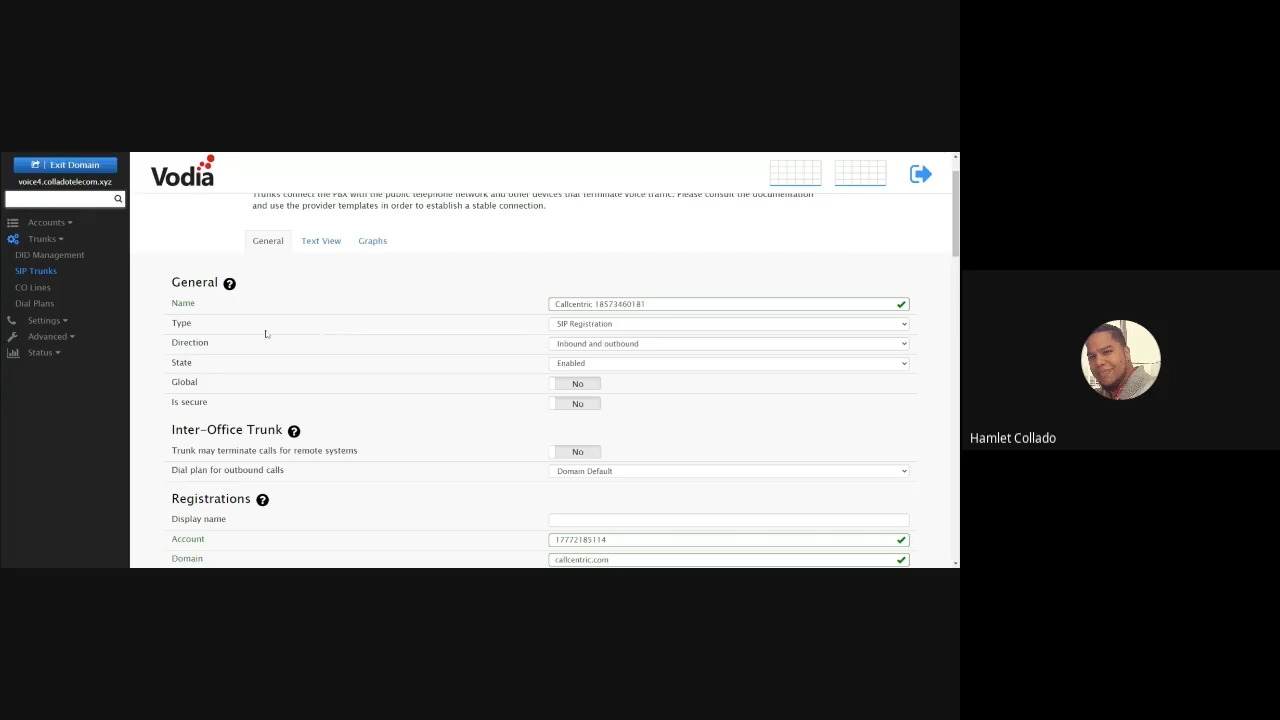 Exit Domain
voice4.colladotelecom.xyz
Accounts
Trunks
DID Management
SIP Trunks
CO Lines
Dial Plans
Settings
Advanced
Status
Vodia
Trunks connect the PBX with the public telephone network and other devices that terminate voice traffic. Please consult the documentation
and use the provider templates in order to establish a stable connection.
General Text View Graphs
General ?
Name Callcentric 18573460181
Type SIP Registration
Direction Inbound and outbound
State Enabled
Global No
Is secure No
Inter-Office Trunk ?
Trunk may terminate calls for remote systems No
Dial plan for outbound calls Domain Default
Registrations ?
Display name
Account 17772185114
Domain callcentric.com
Hamlet Collado